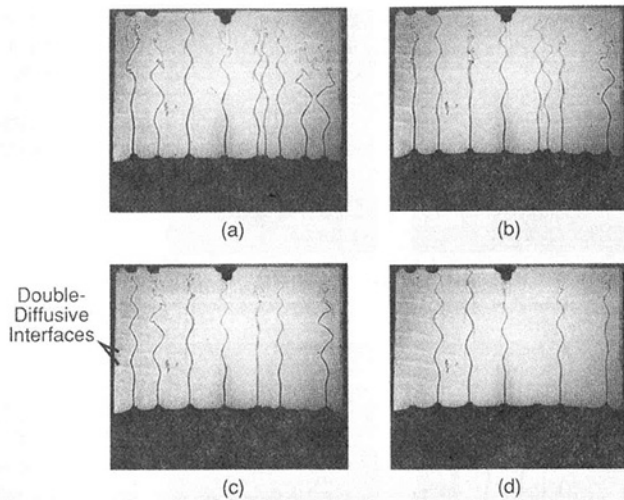 (a)
(b)
Double-
Diffusive
Interfaces
(c)
(d)